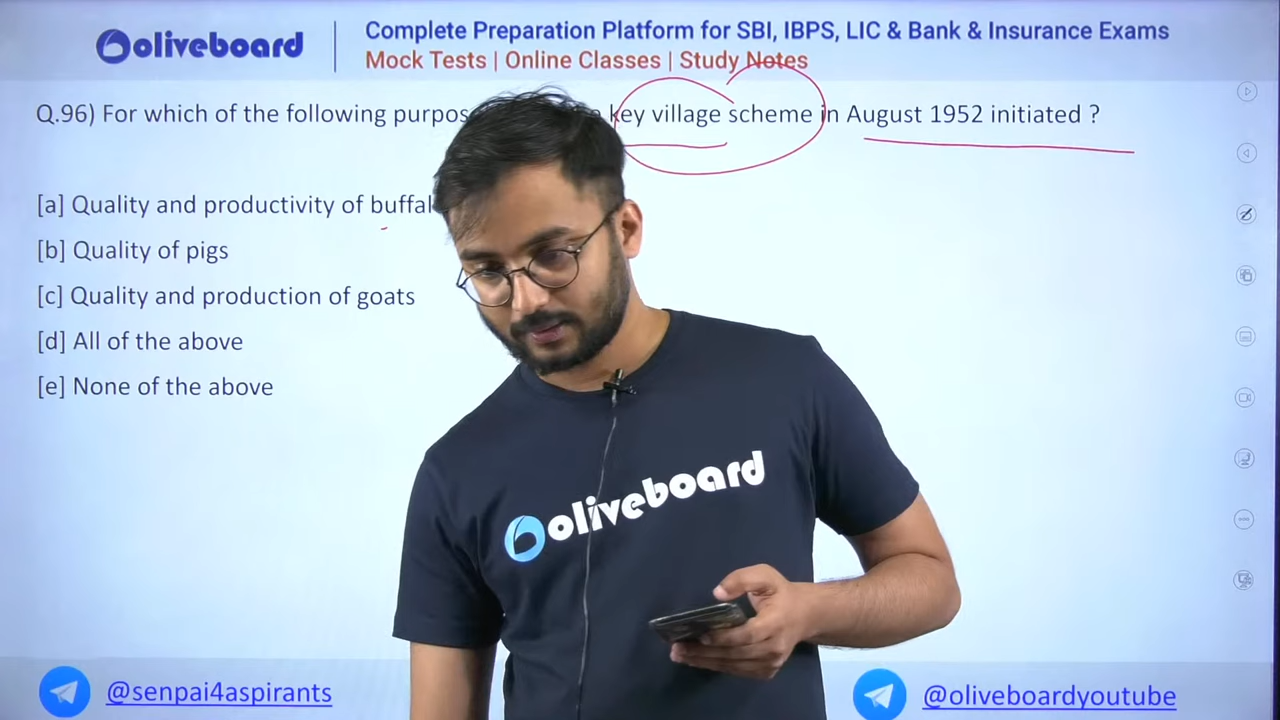 oliveboard
Complete Preparation Platform for SBI, IBPS, LIC & Bank & Insurance Exams
Mock Tests | Online Classes | Study Notes
Q.96) For which of the following key village scheme in August 1952 initiated ?
[a] Quality and productivity of
[b] Quality of pigs
[c] Quality and production of goats
[d] All of the above
[e] None of the above
oliveboard
@senpai4aspirants
@oliveboardyoutube